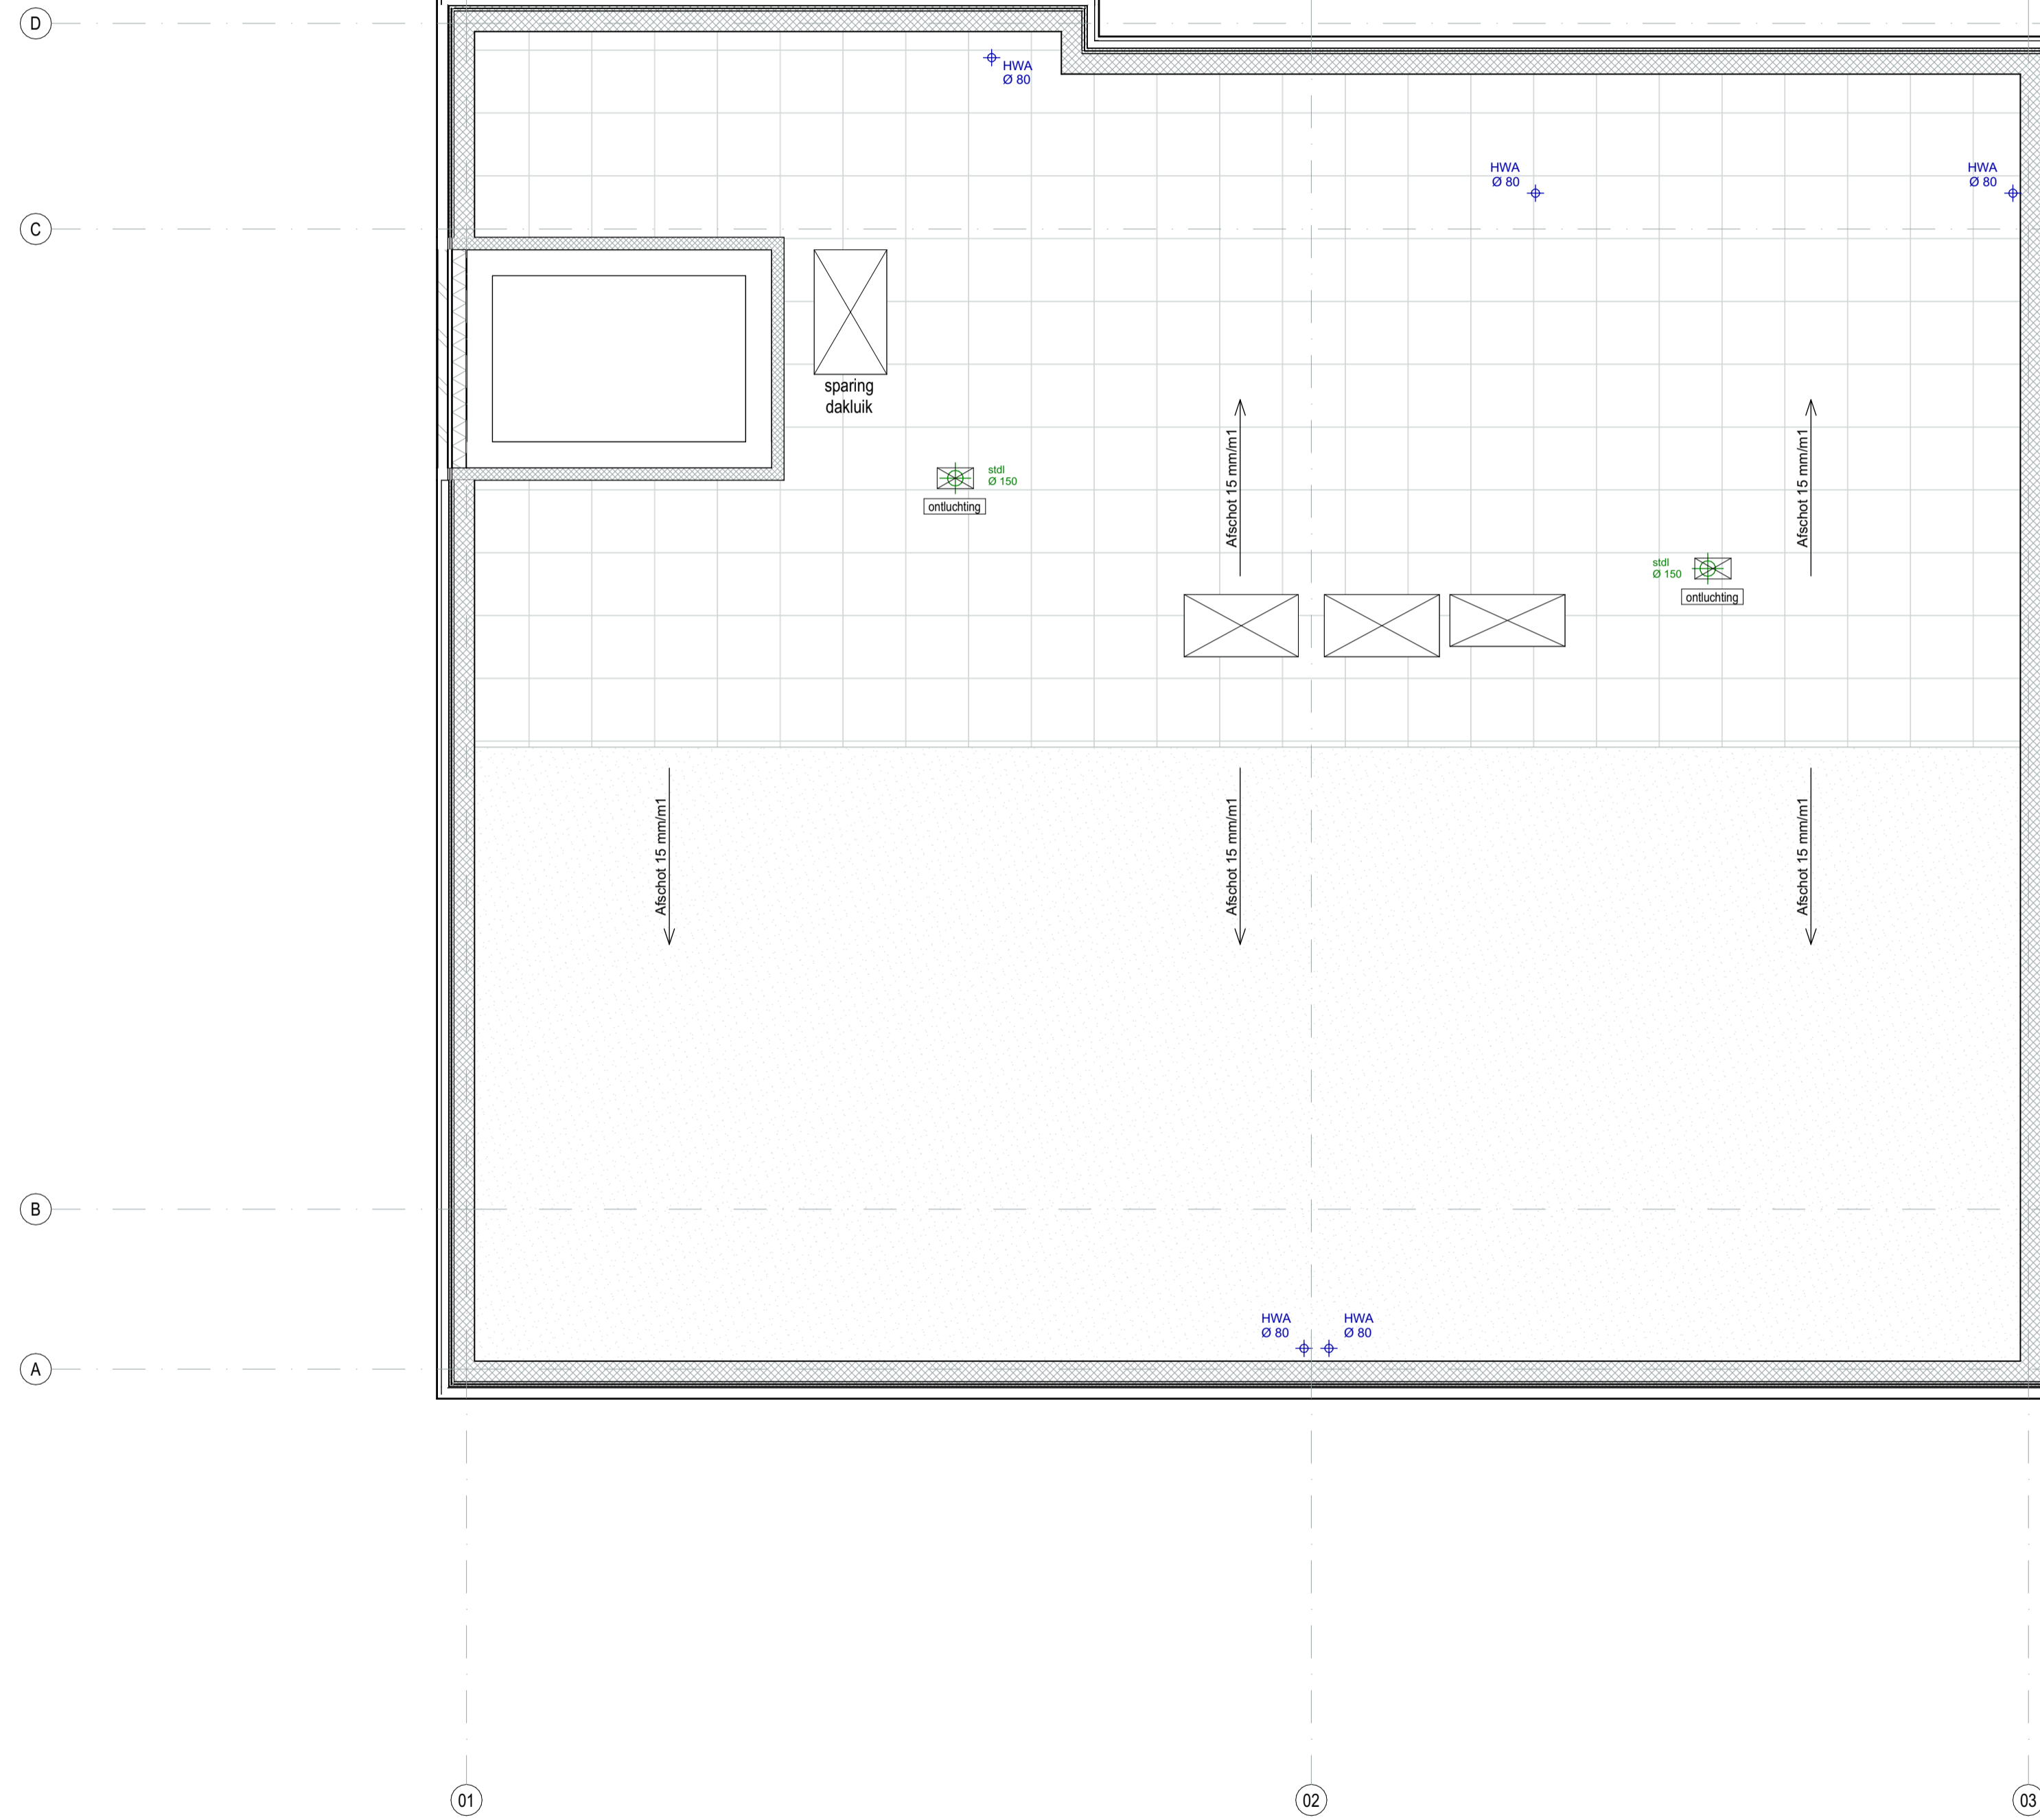 D
HWA
Ø 80
HWA
Ø 80
HWA
Ø 80
C
sparing
dakluik
Afschot 15 mm/m1
Afschot 15 mm/m1
stdl
Ø 150
ontluchting
stdl
Ø 150
ontluchting
Afschot 15 mm/m1
Afschot 15 mm/m1
Afschot 15 mm/m1
B
HWA
Ø 80
HWA
Ø 80
A
01
02
03